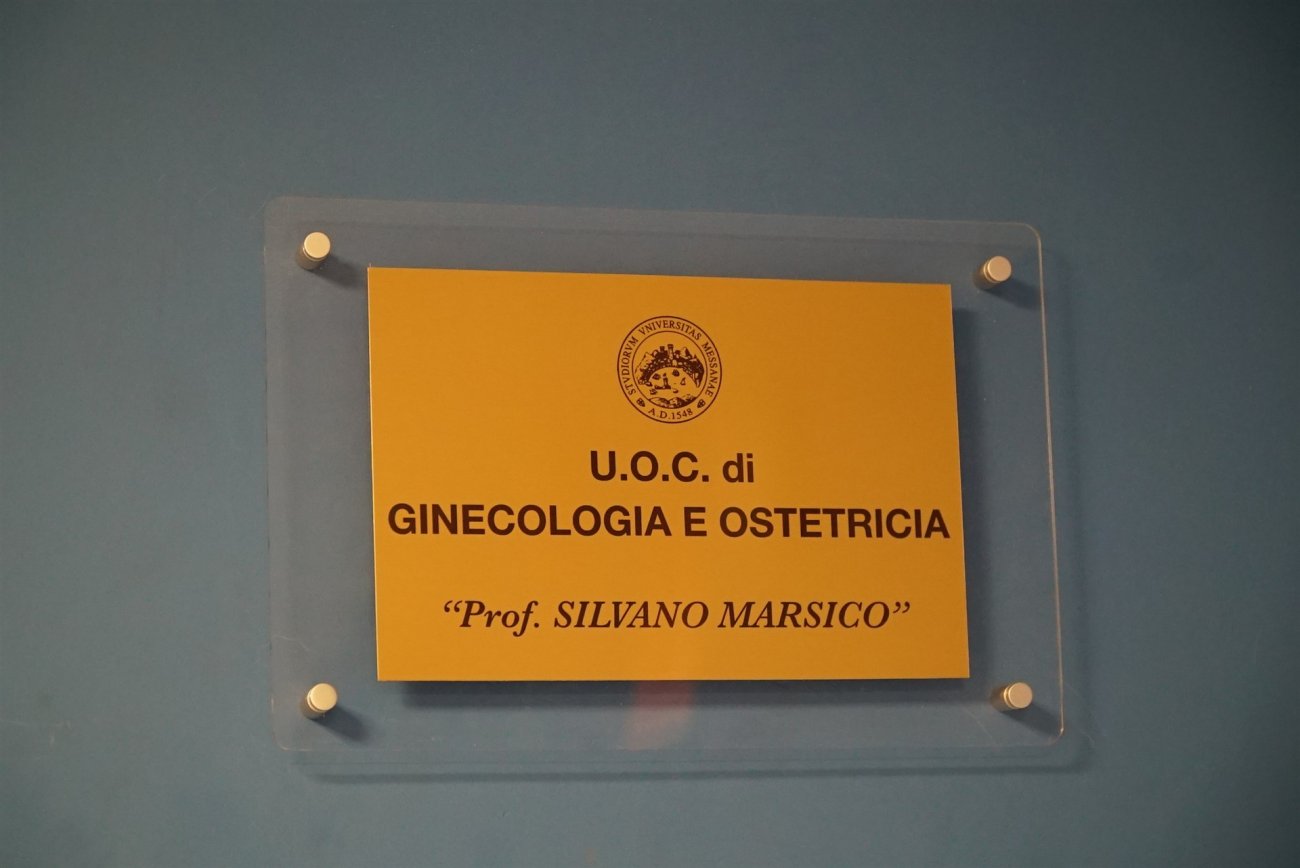 STVDIORVM VNIVERSITAS MESSANAE
A.D.1548
U.O.C. di
GINECOLOGIA E OSTETRICIA
“Prof. SILVANO MARSICO”